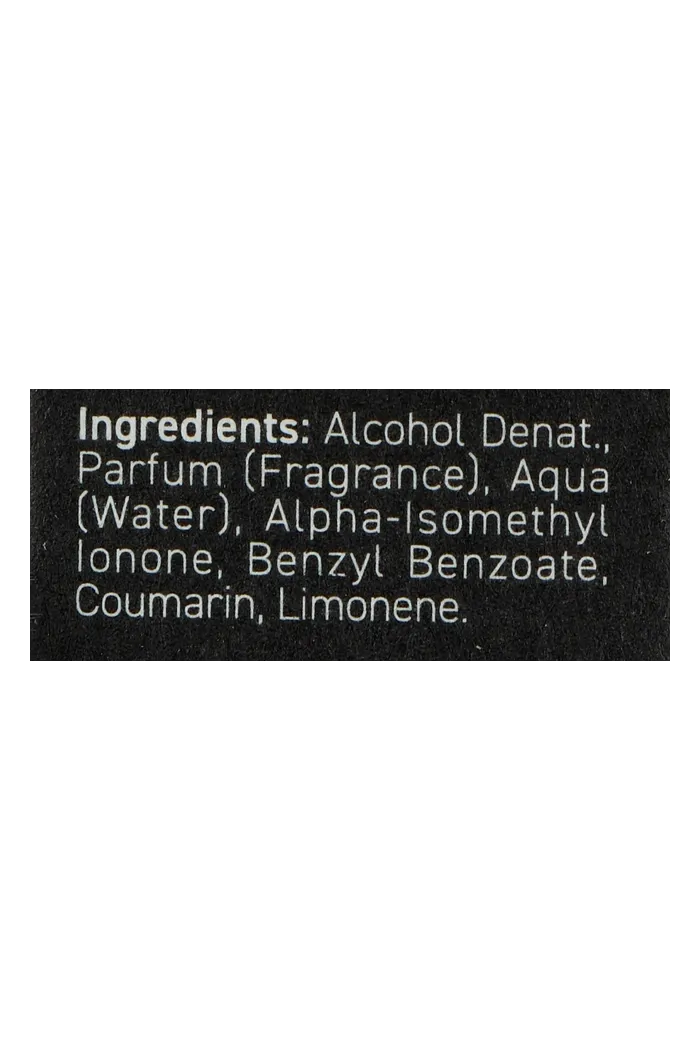 Ingredients: Alcohol Denat.,
Parfum (Fragrance), Aqua
(Water), Alpha-Isomethyl
Ionone, Benzyl Benzoate,
Coumarin, Limonene.